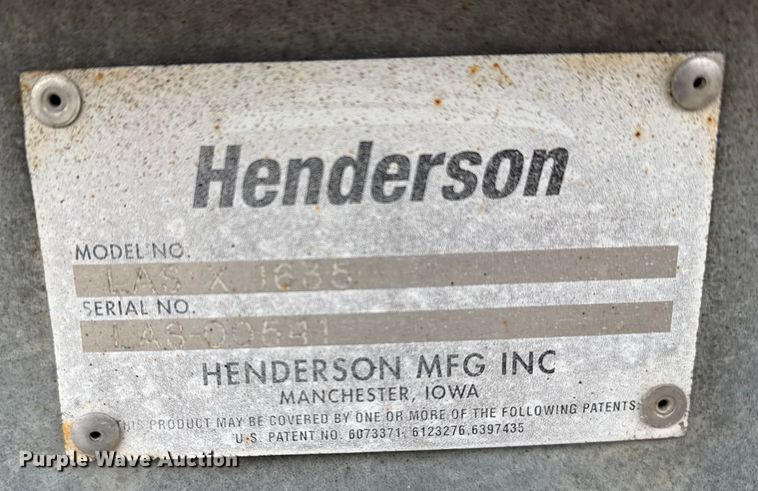 Henderson
MODEL NO.
LAS X 1635
SERIAL NO.
LAS-00541
HENDERSON MFG INC
MANCHESTER, IOWA
THIS PRODUCT MAY BE COVERED BY ONE OR MORE OF THE FOLLOWING PATENTS:
U.S. PATENT NO. 6073371, 6123276,6397435
Purple Wave Auction